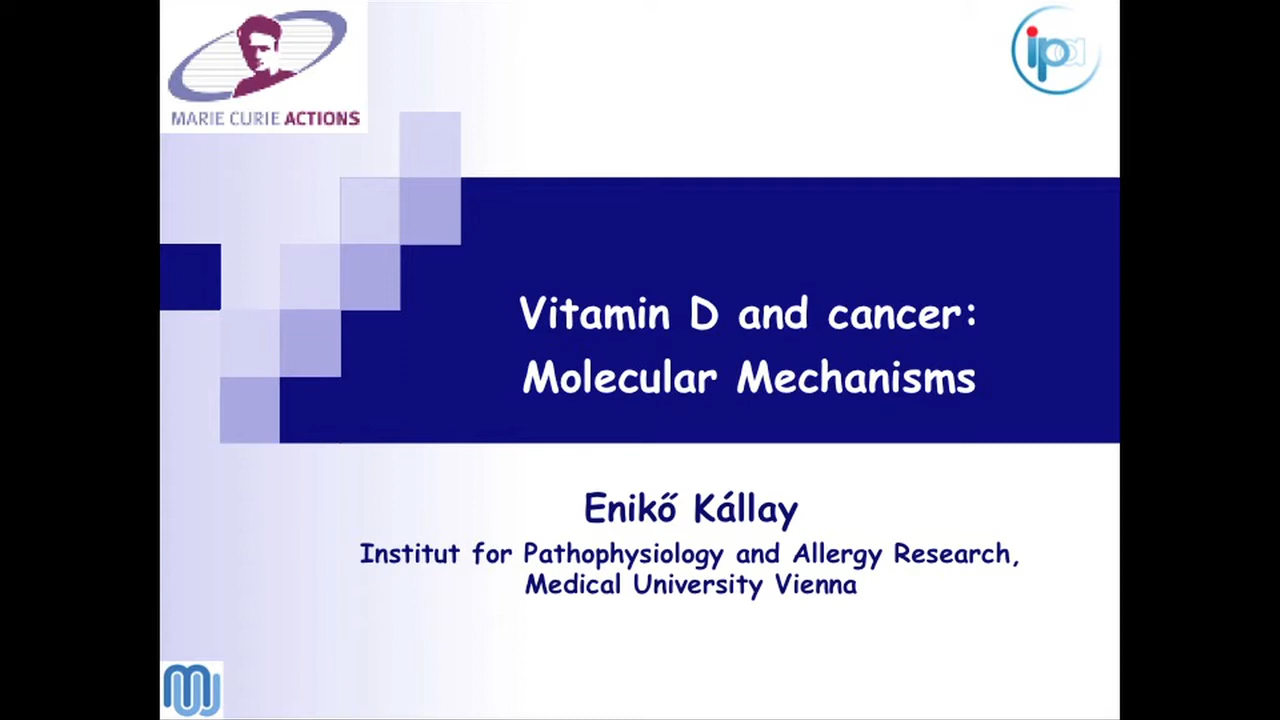 MARIE CURIE ACTIONS
ipa
Vitamin D and cancer:
Molecular Mechanisms
Enikő Kállay
Institut for Pathophysiology and Allergy Research,
Medical University Vienna